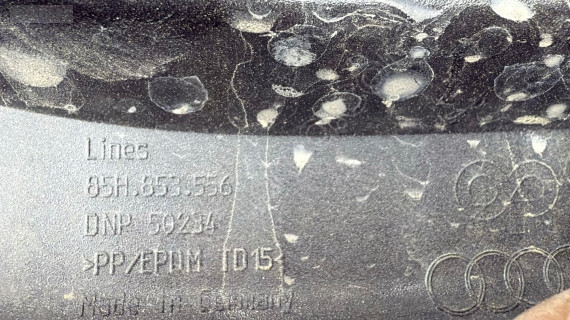 Lines
85H.853.556
DNP 50234
>PP/EPDM TD15<
Made in Germany